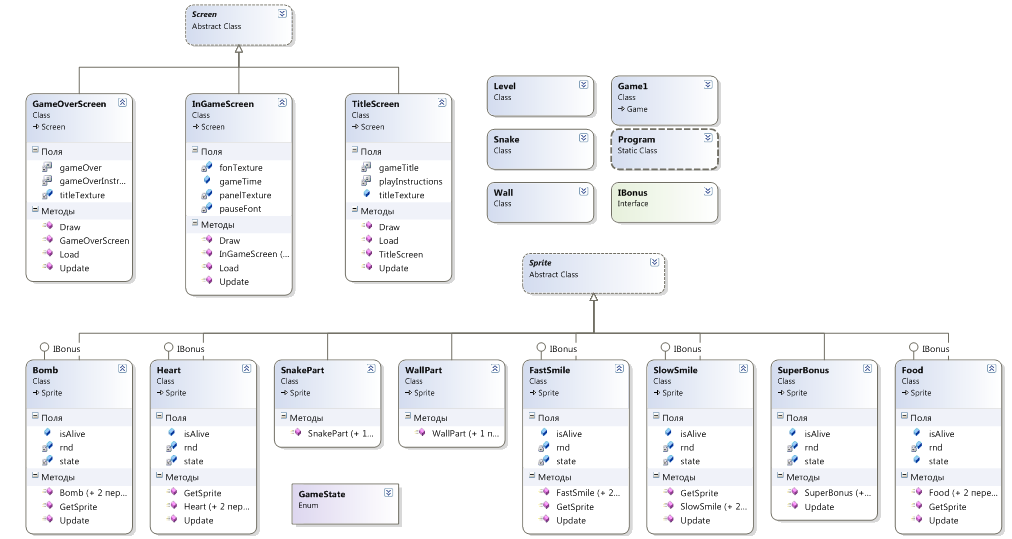 Screen
Abstract Class
GameOverScreen
Class
Screen
Поля
gameOver
gameOverInstr...
titleTexture
Методы
Draw
GameOverScreen
Load
Update
InGameScreen
Class
Screen
Поля
fonTexture
gameTime
panelTexture
pauseFont
Методы
Draw
InGameScreen (...
Load
Update
TitleScreen
Class
Screen
Поля
gameTitle
playInstructions
titleTexture
Методы
Draw
Load
TitleScreen
Update
Level
Class
Game1
Class
Game
Snake
Class
Program
Static Class
Wall
Class
IBonus
Interface
Sprite
Abstract Class
IBonus
Bomb
Class
Sprite
Поля
isAlive
rnd
state
Методы
Bomb (+ 2 пер...
GetSprite
Update
IBonus
Heart
Class
Sprite
Поля
isAlive
rnd
state
Методы
GetSprite
Heart (+ 2 пер...
Update
SnakePart
Class
Sprite
Методы
SnakePart (+ 1...
WallPart
Class
Sprite
Методы
WallPart (+ 1 п...
GameState
Enum
IBonus
FastSmile
Class
Sprite
Поля
isAlive
rnd
state
Методы
FastSmile (+ 2...
GetSprite
Update
IBonus
SlowSmile
Class
Sprite
Поля
isAlive
rnd
state
Методы
GetSprite
SlowSmile (+ 2...
Update
SuperBonus
Class
Sprite
Поля
isAlive
rnd
state
Методы
SuperBonus (+...
Update
IBonus
Food
Class
Sprite
Поля
isAlive
rnd
state
Методы
Food (+ 2 пере...
GetSprite
Update